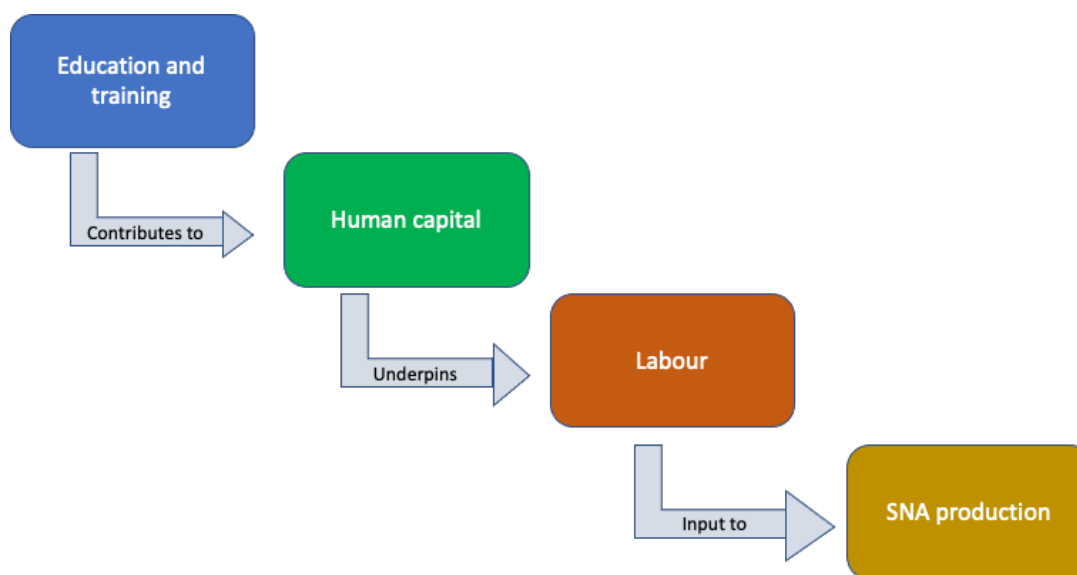 Education and
training
Contributes to
Human capital
Underpins
Labour
Input to
SNA production